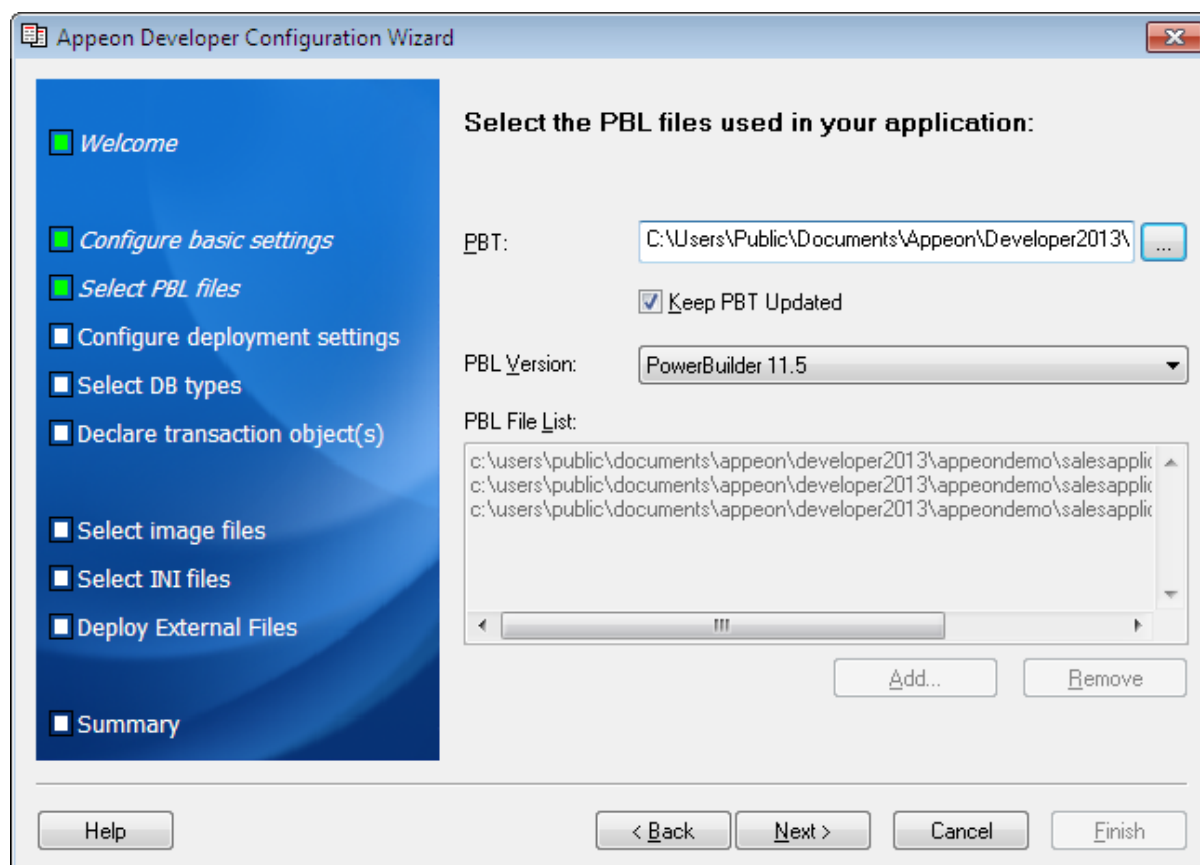 Appeon Developer Configuration Wizard
Welcome
Configure basic settings
Select PBL files
Configure deployment settings
Select DB types
Declare transaction object(s)
Select image files
Select INI files
Deploy External Files
Summary
Select the PBL files used in your application:
PBT:
C:\Users\Public\Documents\Appeon\Developer2013\
...
Keep PBT Updated
PBL Version:
PowerBuilder 11.5
PBL File List:
c:\users\public\documents\appeon\developer2013\appeondemo\salesapplic
c:\users\public\documents\appeon\developer2013\appeondemo\salesapplic
c:\users\public\documents\appeon\developer2013\appeondemo\salesapplic
Add...
Remove
Help
< Back
Next >
Cancel
Finish